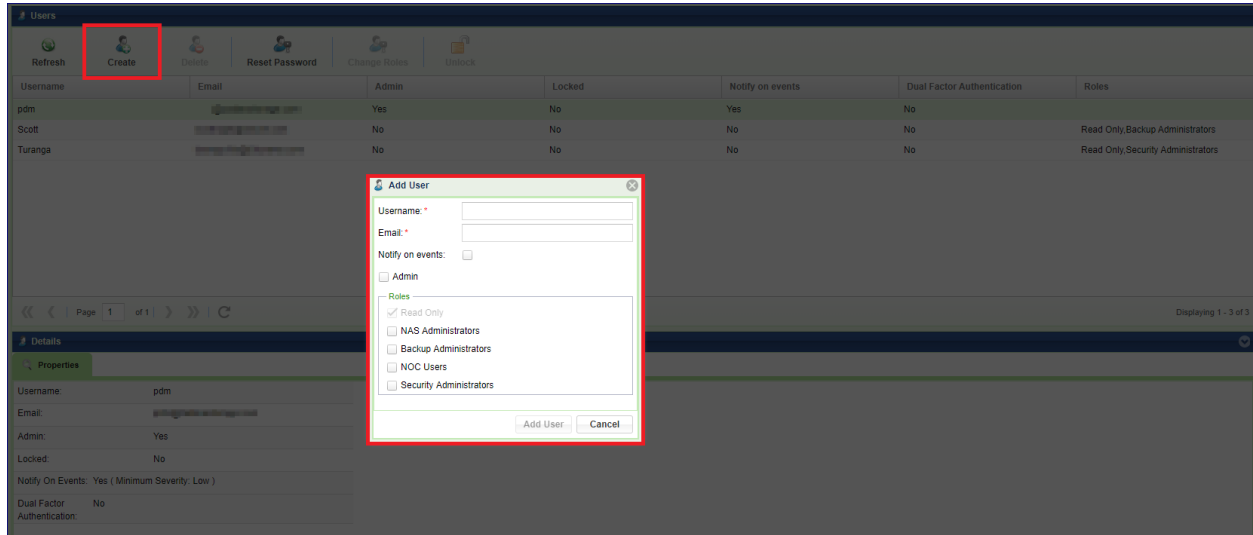 Users
Refresh Create Delete Reset Password Change Roles Unlock
Username Email Admin Locked Notify on events Dual Factor Authentication Roles
pdm Yes No Yes No
Scott No No No No Read Only,Backup Administrators
Turanga No No No No Read Only,Security Administrators
Add User
Username: *
Email: *
Notify on events:
Admin
Roles
Read Only
NAS Administrators
Backup Administrators
NOC Users
Security Administrators
Add User Cancel
Page 1 of 1 Displaying 1 - 3 of 3
Details
Properties
Username: pdm
Email:
Admin: Yes
Locked: No
Notify On Events: Yes ( Minimum Severity: Low )
Dual Factor No
Authentication: